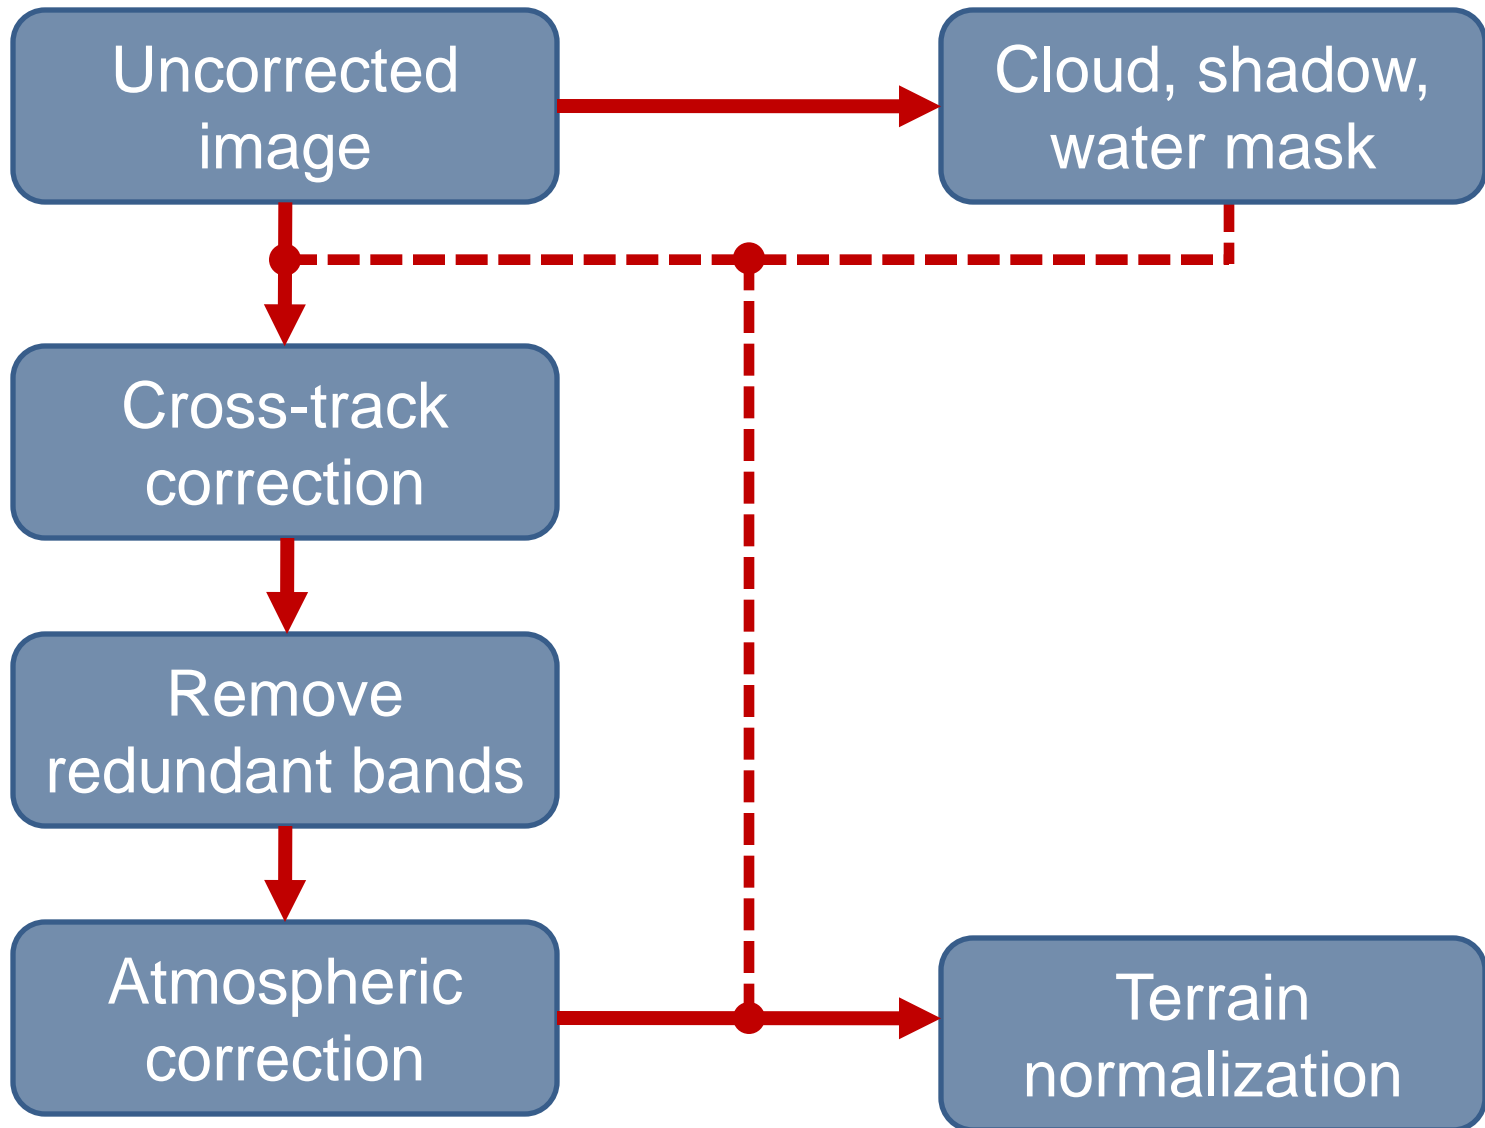 Uncorrected
image
Cloud, shadow,
water mask
Cross-track
correction
Remove
redundant bands
Atmospheric
correction
Terrain
normalization